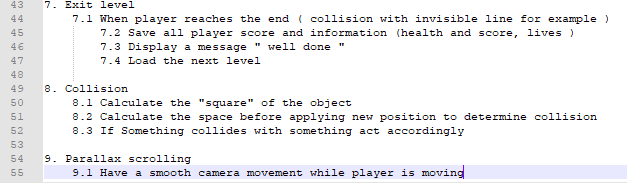 43 7. Exit level
44 7.1 When player reaches the end ( collision with invisible line for example )
45 7.2 Save all player score and information (health and score, lives )
46 7.3 Display a message " well done "
47 7.4 Load the next level
48
49 8. Collision
50 8.1 Calculate the "square" of the object
51 8.2 Calculate the space before applying new position to determine collision
52 8.3 If Something collides with something act accordingly
53
54 9. Parallax scrolling
55 9.1 Have a smooth camera movement while player is moving